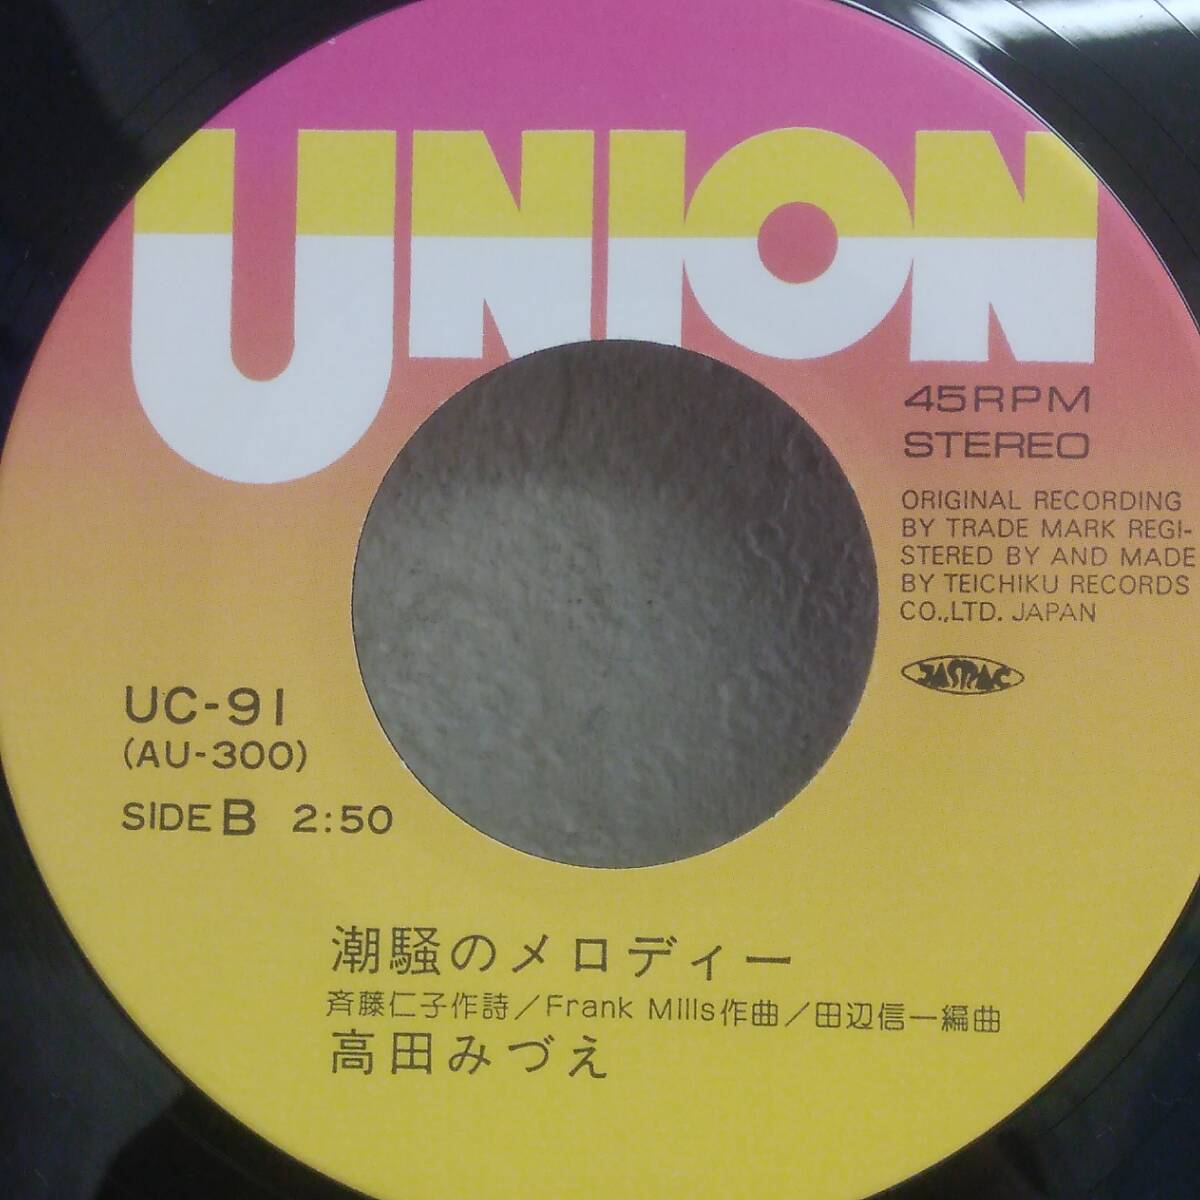 UNION
45RPM
STEREO
ORIGINAL RECORDING
BY TRADE MARK REGI-
STERED BY AND MADE
BY TEICHIKU RECORDS
CO.,LTD. JAPAN
JASRAC
UC-91
(AU-300)
SIDE B 2:50
潮騒のメロディー
斉藤仁子作詩/Frank Mills作曲/田辺信一編曲
高田みづえ